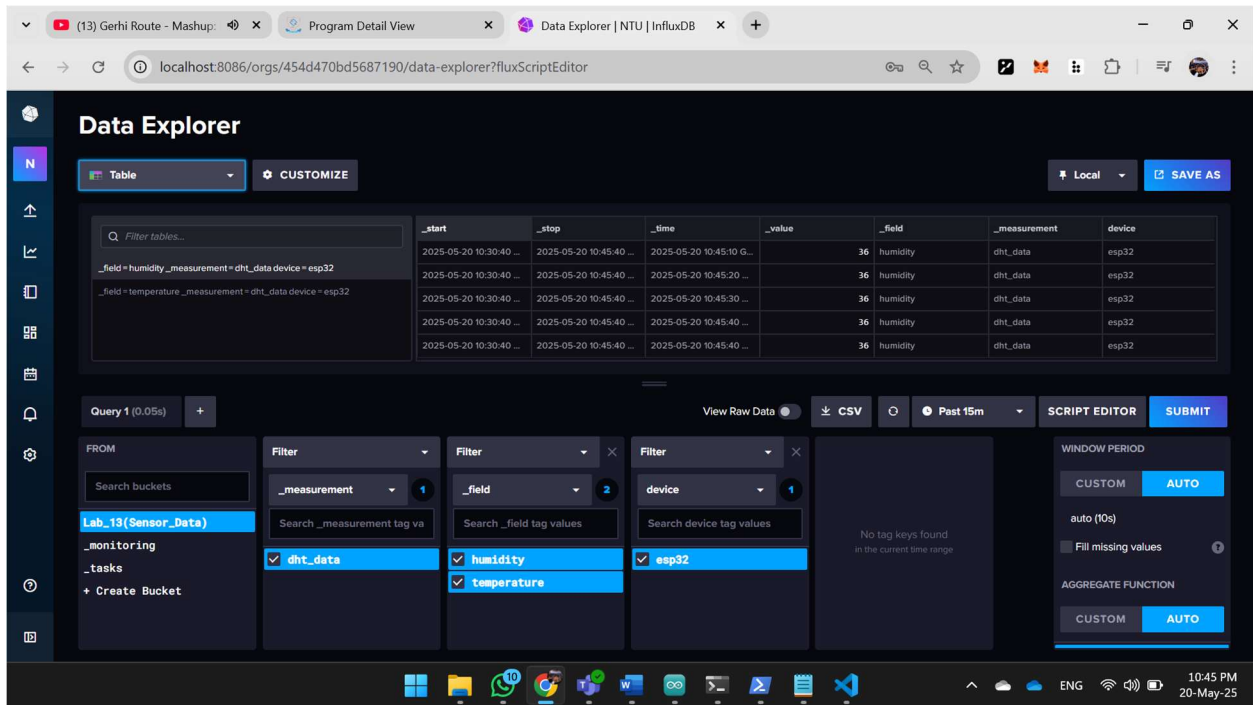 (13) Gerhi Route - Mashup:
Program Detail View
Data Explorer | NTU | InfluxDB
localhost:8086/orgs/454d470bd5687190/data-explorer?fluxScriptEditor
N
Data Explorer
Table
CUSTOMIZE
Local
SAVE AS
Filter tables...
_field = humidity _measurement = dht_data device = esp32
_field = temperature _measurement = dht_data device = esp32
_start _stop _time _value _field _measurement device
2025-05-20 10:30:40 ... 2025-05-20 10:45:40 ... 2025-05-20 10:45:10 G... 36 humidity dht_data esp32
2025-05-20 10:30:40 ... 2025-05-20 10:45:40 ... 2025-05-20 10:45:20 ... 36 humidity dht_data esp32
2025-05-20 10:30:40 ... 2025-05-20 10:45:40 ... 2025-05-20 10:45:30 ... 36 humidity dht_data esp32
2025-05-20 10:30:40 ... 2025-05-20 10:45:40 ... 2025-05-20 10:45:40 ... 36 humidity dht_data esp32
2025-05-20 10:30:40 ... 2025-05-20 10:45:40 ... 2025-05-20 10:45:40 ... 36 humidity dht_data esp32
Query 1 (0.05s)
+
View Raw Data
CSV
Past 15m
SCRIPT EDITOR
SUBMIT
FROM
Search buckets
Lab_13(Sensor_Data)
_monitoring
_tasks
+ Create Bucket
Filter
_measurement 1
Search _measurement tag va
dht_data
Filter
_field 2
Search _field tag values
humidity
temperature
Filter
device 1
Search device tag values
esp32
No tag keys found
in the current time range
WINDOW PERIOD
CUSTOM AUTO
auto (10s)
Fill missing values
AGGREGATE FUNCTION
CUSTOM AUTO
10
ENG
10:45 PM
20-May-25